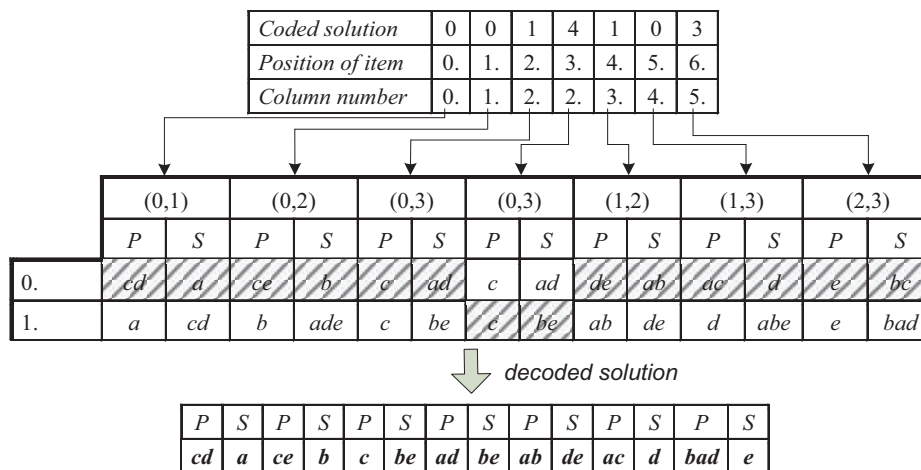 Coded solution 0 0 1 4 1 0 3
Position of item 0. 1. 2. 3. 4. 5. 6.
Column number 0. 1. 2. 2. 3. 4. 5.
(0,1) (0,2) (0,3) (0,3) (1,2) (1,3) (2,3)
P S P S P S P S P S P S P S
0. cd a ce b c ad c ad de ab ac d e bc
1. a cd b ade c be c be ab de d abe e bad
decoded solution
P S P S P S P S P S P S P S
cd a ce b c be ad be ab de ac d bad e